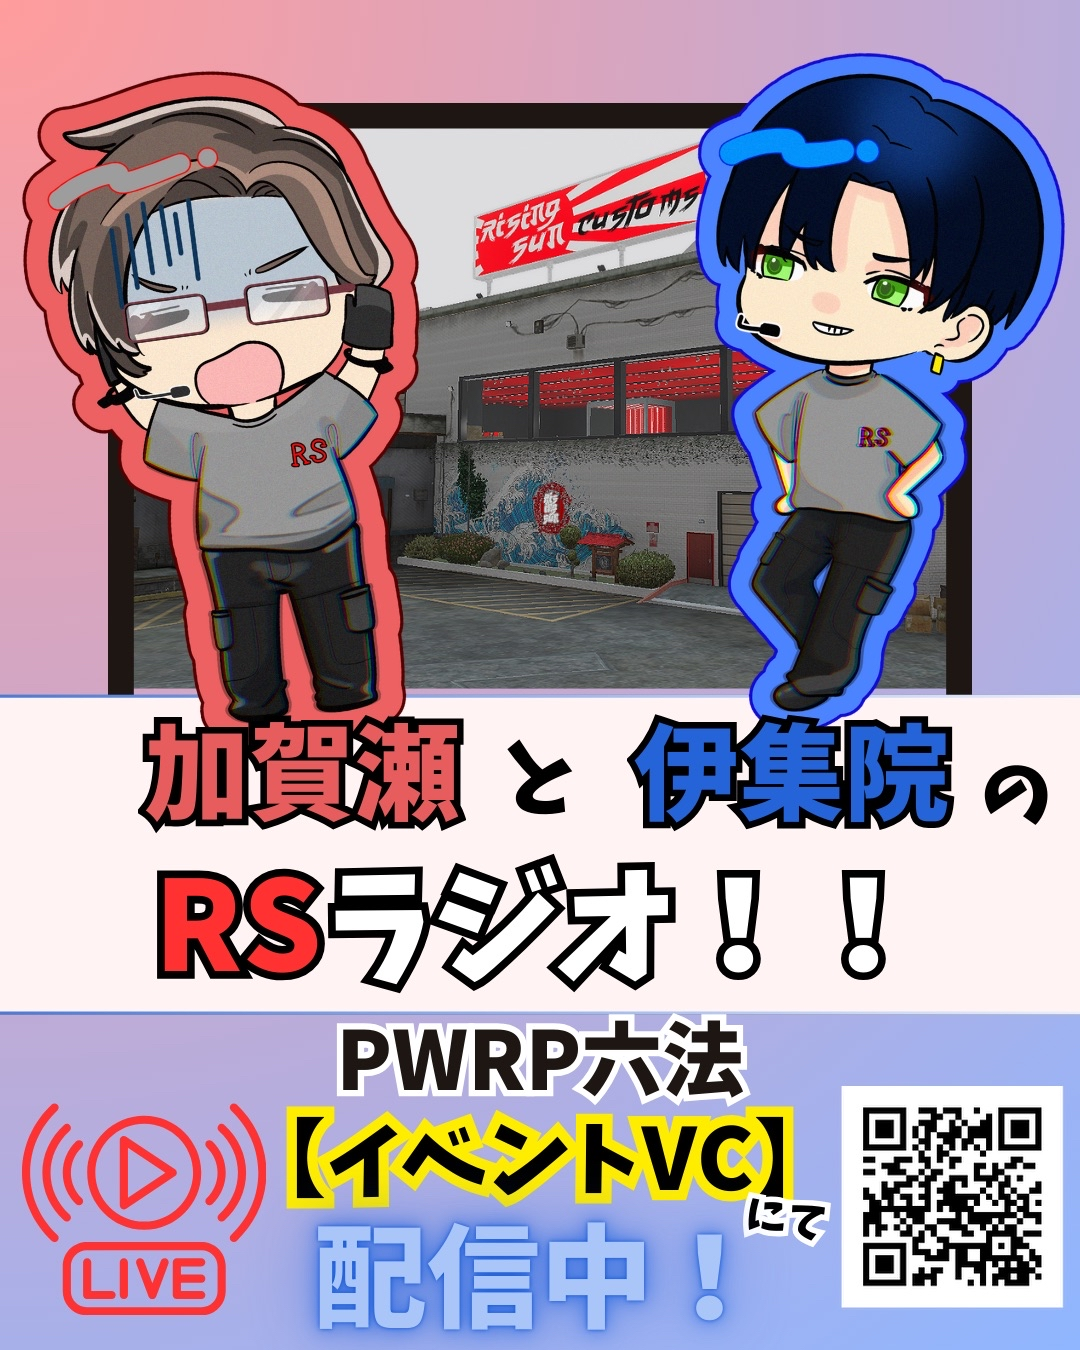 Rising
sun
customs
RS
RS
加賀瀬 と 伊集院 の
RSラジオ！！
PWRP六法
【イベントVC】
にて
配信中！
LIVE